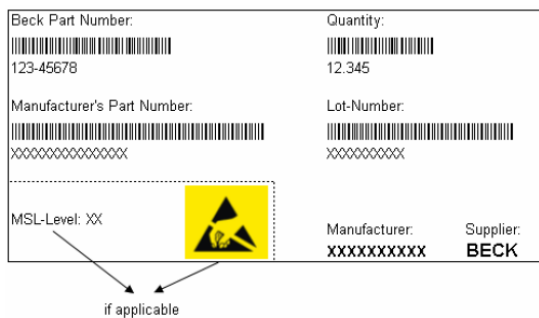 Beck Part Number: Quantity:
123-45678 12.345
Manufacturer's Part Number: Lot-Number:
XXXXXXXXXXXXXXX XXXXXXXXXX
MSL-Level: XX
Manufacturer: Supplier:
XXXXXXXXXX BECK
if applicable